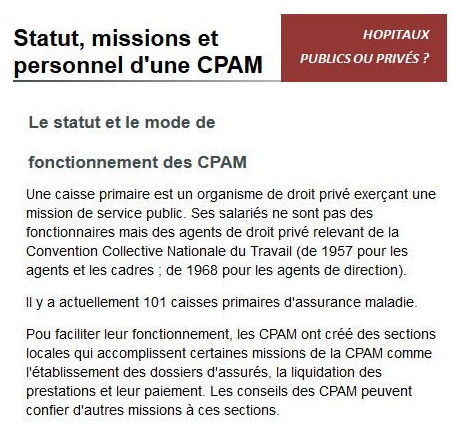 Statut, missions et
personnel d'une CPAM
HOPITAUX
PUBLICS OU PRIVÉS ?
Le statut et le mode de
fonctionnement des CPAM
Une caisse primaire est un organisme de droit privé exerçant une
mission de service public. Ses salariés ne sont pas des
fonctionnaires mais des agents de droit privé relevant de la
Convention Collective Nationale du Travail (de 1957 pour les
agents et les cadres ; de 1968 pour les agents de direction).
Il y a actuellement 101 caisses primaires d'assurance maladie.
Pou faciliter leur fonctionnement, les CPAM ont créé des sections
locales qui accomplissent certaines missions de la CPAM comme
l'établissement des dossiers d'assurés, la liquidation des
prestations et leur paiement. Les conseils des CPAM peuvent
confier d'autres missions à ces sections.